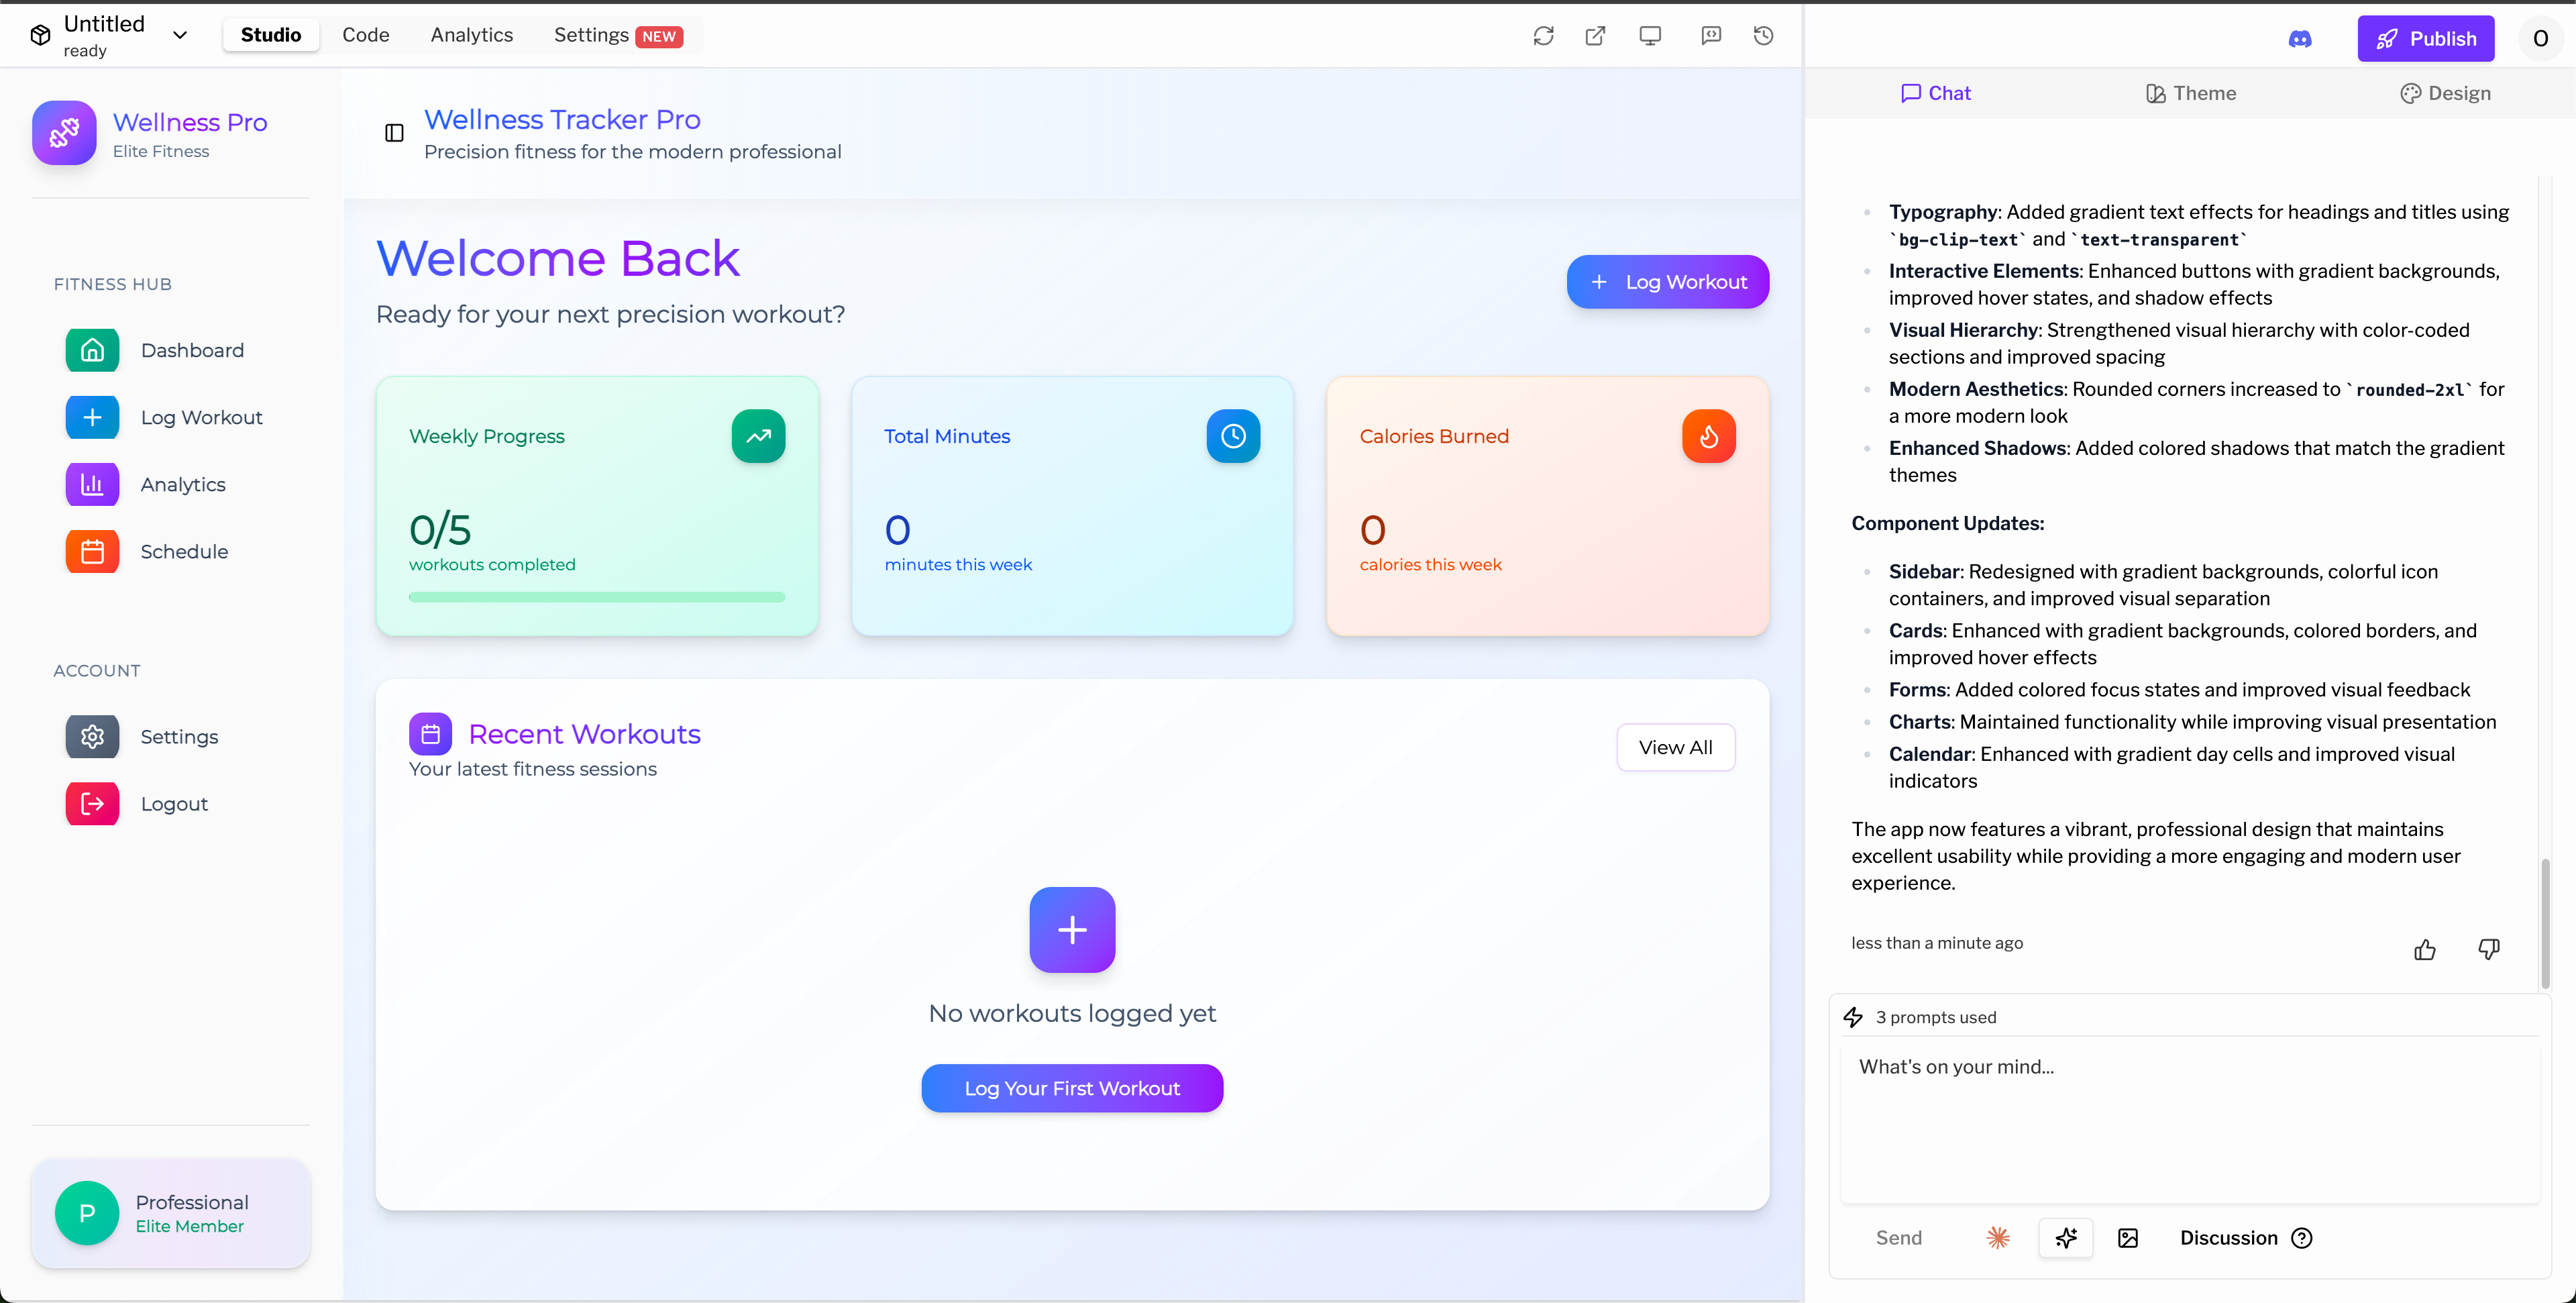 Untitled
ready
Studio
Code
Analytics
Settings NEW
Publish
O
Wellness Pro
Elite Fitness
FITNESS HUB
Dashboard
Log Workout
Analytics
Schedule
ACCOUNT
Settings
Logout
P
Professional
Elite Member
Wellness Tracker Pro
Precision fitness for the modern professional
Welcome Back
Ready for your next precision workout?
+ Log Workout
Weekly Progress
0/5
workouts completed
Total Minutes
0
minutes this week
Calories Burned
0
calories this week
Recent Workouts
Your latest fitness sessions
View All
No workouts logged yet
Log Your First Workout
Chat
Theme
Design
• Typography: Added gradient text effects for headings and titles using
`bg-clip-text` and `text-transparent`
• Interactive Elements: Enhanced buttons with gradient backgrounds,
improved hover states, and shadow effects
• Visual Hierarchy: Strengthened visual hierarchy with color-coded
sections and improved spacing
• Modern Aesthetics: Rounded corners increased to `rounded-2xl` for
a more modern look
• Enhanced Shadows: Added colored shadows that match the gradient
themes
Component Updates:
• Sidebar: Redesigned with gradient backgrounds, colorful icon
containers, and improved visual separation
• Cards: Enhanced with gradient backgrounds, colored borders, and
improved hover effects
• Forms: Added colored focus states and improved visual feedback
• Charts: Maintained functionality while improving visual presentation
• Calendar: Enhanced with gradient day cells and improved visual
indicators
The app now features a vibrant, professional design that maintains
excellent usability while providing a more engaging and modern user
experience.
less than a minute ago
3 prompts used
What's on your mind...
Send
Discussion